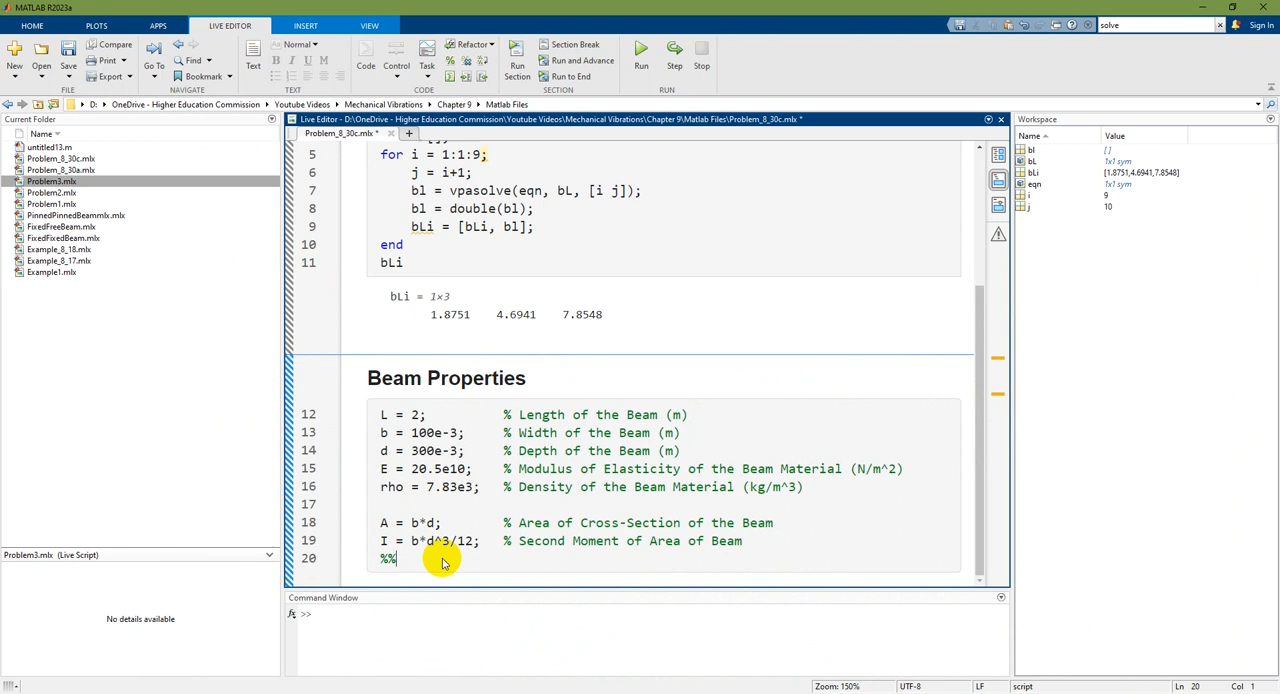 MATLAB R2023a
HOME PLOTS APPS LIVE EDITOR INSERT VIEW solve Sign In
New Open Save Compare Print Export
Go To Find Bookmark
Text Normal B I U M
Code Control Task Refactor
Run Section Section Break Run and Advance Run to End
Run Step Stop
FILE NAVIGATE TEXT CODE SECTION RUN
D: OneDrive - Higher Education Commission Youtube Videos Mechanical Vibrations Chapter 9 Matlab Files
Current Folder
Name
untitled13.m
Problem_8_30c.mlx
Problem_8_30a.mlx
Problem3.mlx
Problem2.mlx
Problem1.mlx
PinnedPinnedBeammlx.mlx
FixedFreeBeam.mlx
FixedFixedBeam.mlx
Example_8_18.mlx
Example_8_17.mlx
Example1.mlx
Problem3.mlx (Live Script)
No details available
Live Editor - D:\OneDrive - Higher Education Commission\Youtube Videos\Mechanical Vibrations\Chapter 9\Matlab Files\Problem_8_30c.mlx *
Problem_8_30c.mlx *
5 for i = 1:1:9;
6 j = i+1;
7 bl = vpasolve(eqn, bL, [i j]);
8 bl = double(bl);
9 bLi = [bLi, bl];
10 end
11 bLi
bLi = 1×3
1.8751 4.6941 7.8548
Beam Properties
12 L = 2; % Length of the Beam (m)
13 b = 100e-3; % Width of the Beam (m)
14 d = 300e-3; % Depth of the Beam (m)
15 E = 20.5e10; % Modulus of Elasticity of the Beam Material (N/m^2)
16 rho = 7.83e3; % Density of the Beam Material (kg/m^3)
17
18 A = b*d; % Area of Cross-Section of the Beam
19 I = b*d^3/12; % Second Moment of Area of Beam
20 %%
Command Window
fx >>
Workspace
Name Value
bl [ ]
bL 1x1 sym
bLi [1.8751,4.6941,7.8548]
eqn 1x1 sym
i 9
j 10
Zoom: 150% UTF-8 LF script Ln 20 Col 1